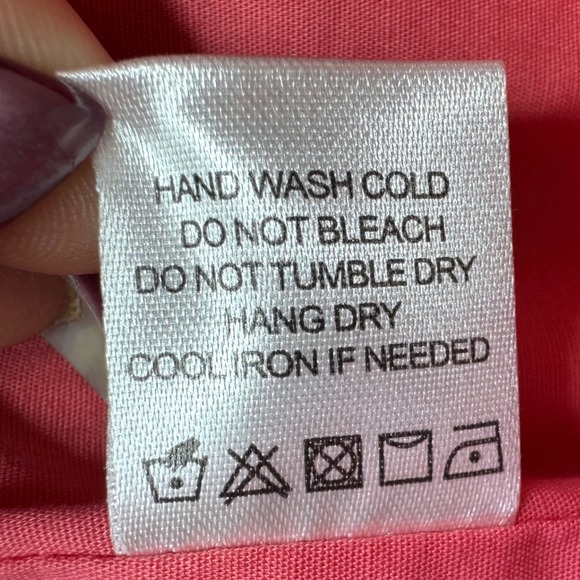 HAND WASH COLD
DO NOT BLEACH
DO NOT TUMBLE DRY
HANG DRY
COOL IRON IF NEEDED